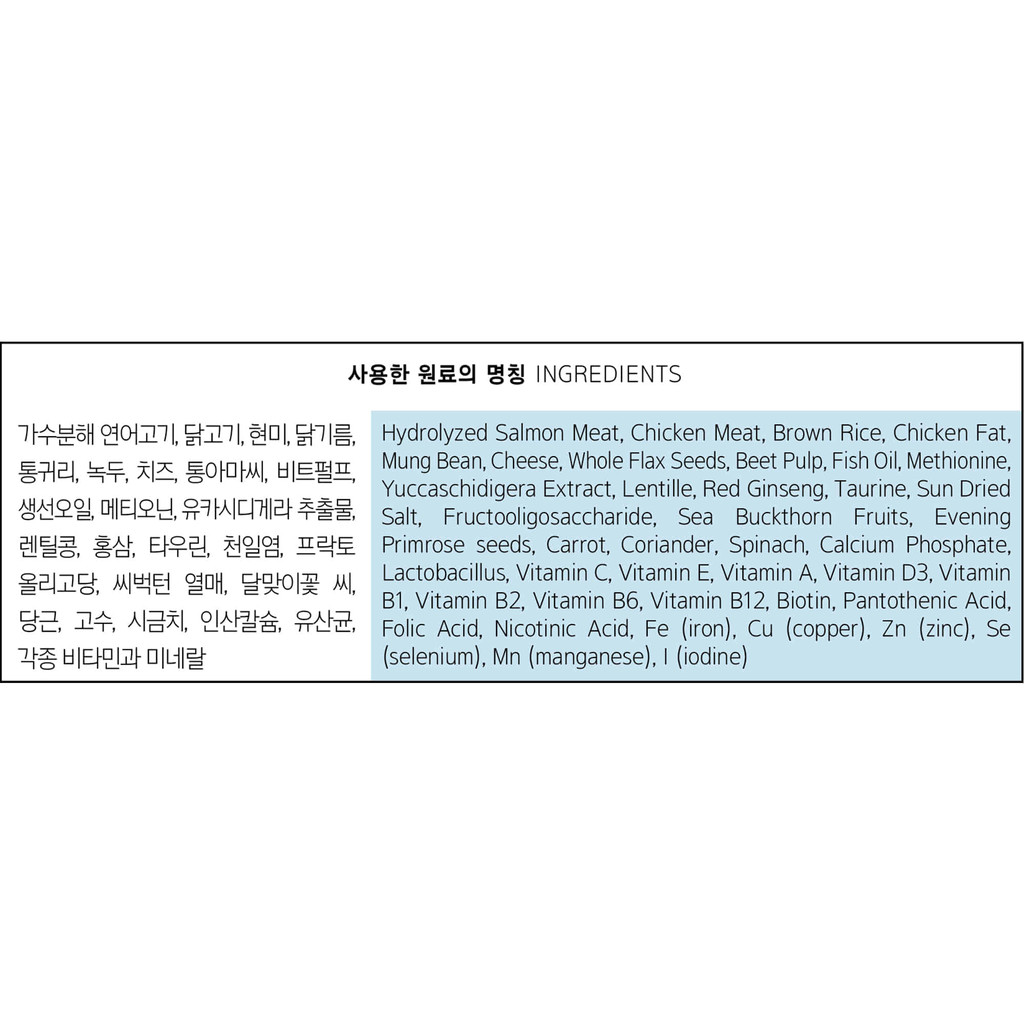 사용한 원료의 명칭 INGREDIENTS
가수분해 연어고기, 닭고기, 현미, 닭기름,
통귀리, 녹두, 치즈, 통아마씨, 비트펄프,
생선오일, 메티오닌, 유카시디게라 추출물,
렌틸콩, 홍삼, 타우린, 천일염, 프락토
올리고당, 씨벅턴 열매, 달맞이꽃 씨,
당근, 고수, 시금치, 인산칼슘, 유산균,
각종 비타민과 미네랄
Hydrolyzed Salmon Meat, Chicken Meat, Brown Rice, Chicken Fat,
Mung Bean, Cheese, Whole Flax Seeds, Beet Pulp, Fish Oil, Methionine,
Yuccaschidigera Extract, Lentille, Red Ginseng, Taurine, Sun Dried
Salt, Fructooligosaccharide, Sea Buckthorn Fruits, Evening
Primrose seeds, Carrot, Coriander, Spinach, Calcium Phosphate,
Lactobacillus, Vitamin C, Vitamin E, Vitamin A, Vitamin D3, Vitamin
B1, Vitamin B2, Vitamin B6, Vitamin B12, Biotin, Pantothenic Acid,
Folic Acid, Nicotinic Acid, Fe (iron), Cu (copper), Zn (zinc), Se
(selenium), Mn (manganese), I (iodine)